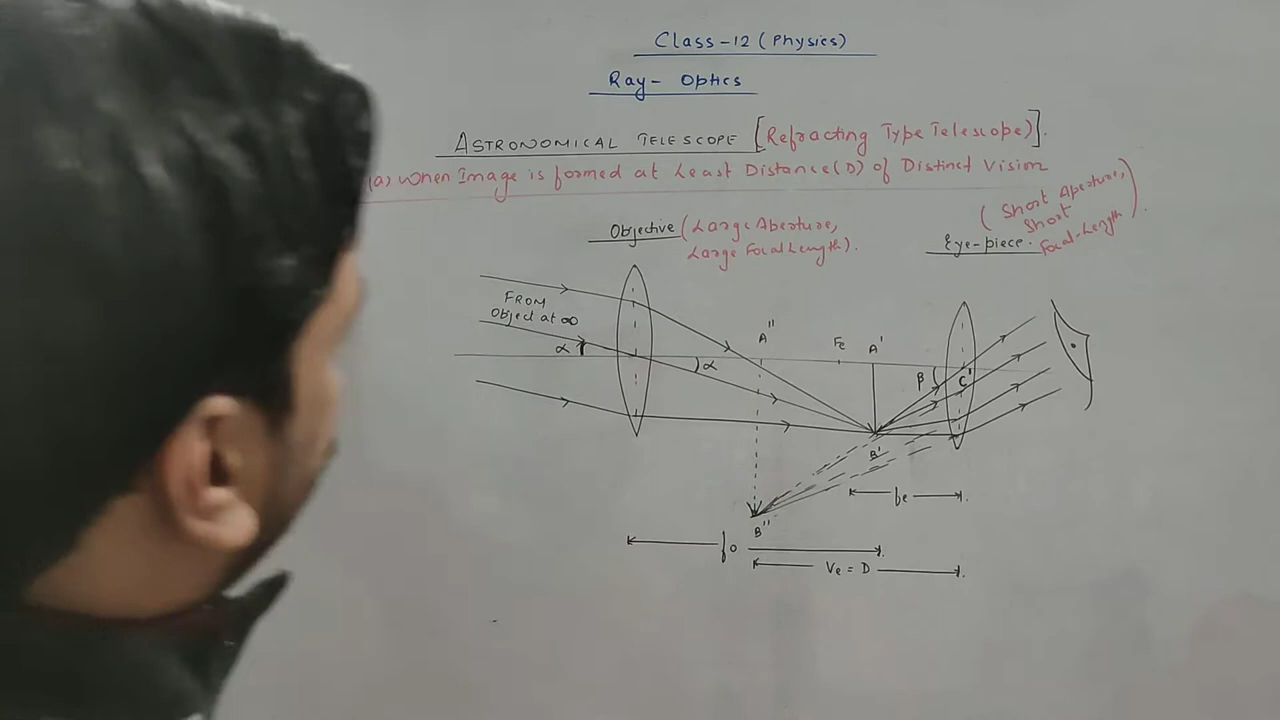 Class-12 (Physics)
Ray- Optics
ASTRONOMICAL TELESCOPE [Refracting Type Telescope)].
(a) When Image is formed at Least Distance (D) of Distinct Vision
Objective (Large Aperture,
Large Focal Length).
(Short Aperture,
Short
Focal-Length)
Eye-piece.
FROM
Object at ∞
α
α
A"
Fe
A'
β
C'
B'
B"
fe
fo
Ve = D